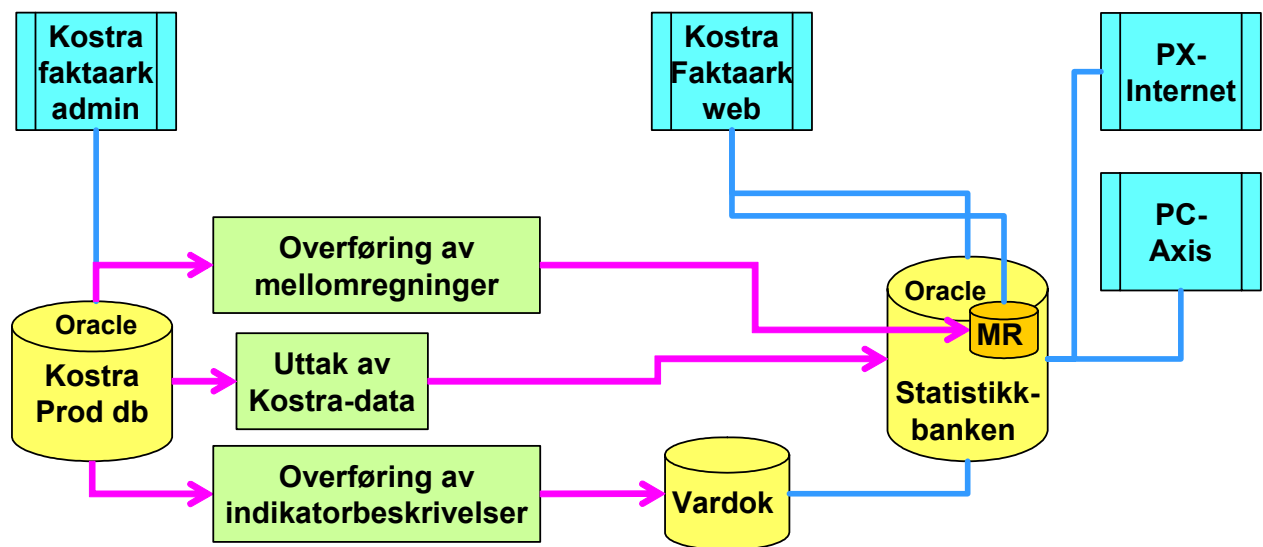 Kostra
faktaark
admin
Kostra
Faktaark
web
PX-
Internet
PC-
Axis
Overføring av
mellomregninger
Oracle
Kostra
Prod db
Uttak av
Kostra-data
Oracle
MR
Statistikk-
banken
Overføring av
indikatorbeskrivelser
Vardok